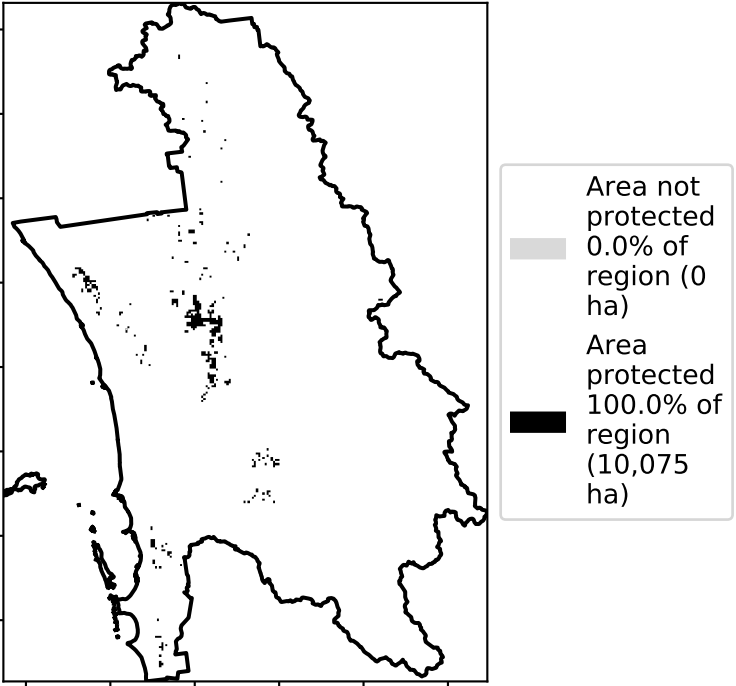 Area not
protected
0.0% of
region (0
ha)
Area
protected
100.0% of
region
(10,075
ha)